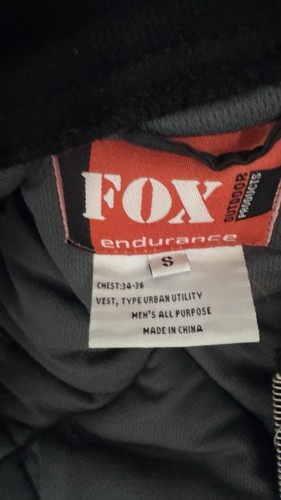 FOX
OUTDOOR
PRODUCTS
endurance
S
CHEST:34-36
VEST, TYPE URBAN UTILITY
MEN'S ALL PURPOSE
MADE IN CHINA